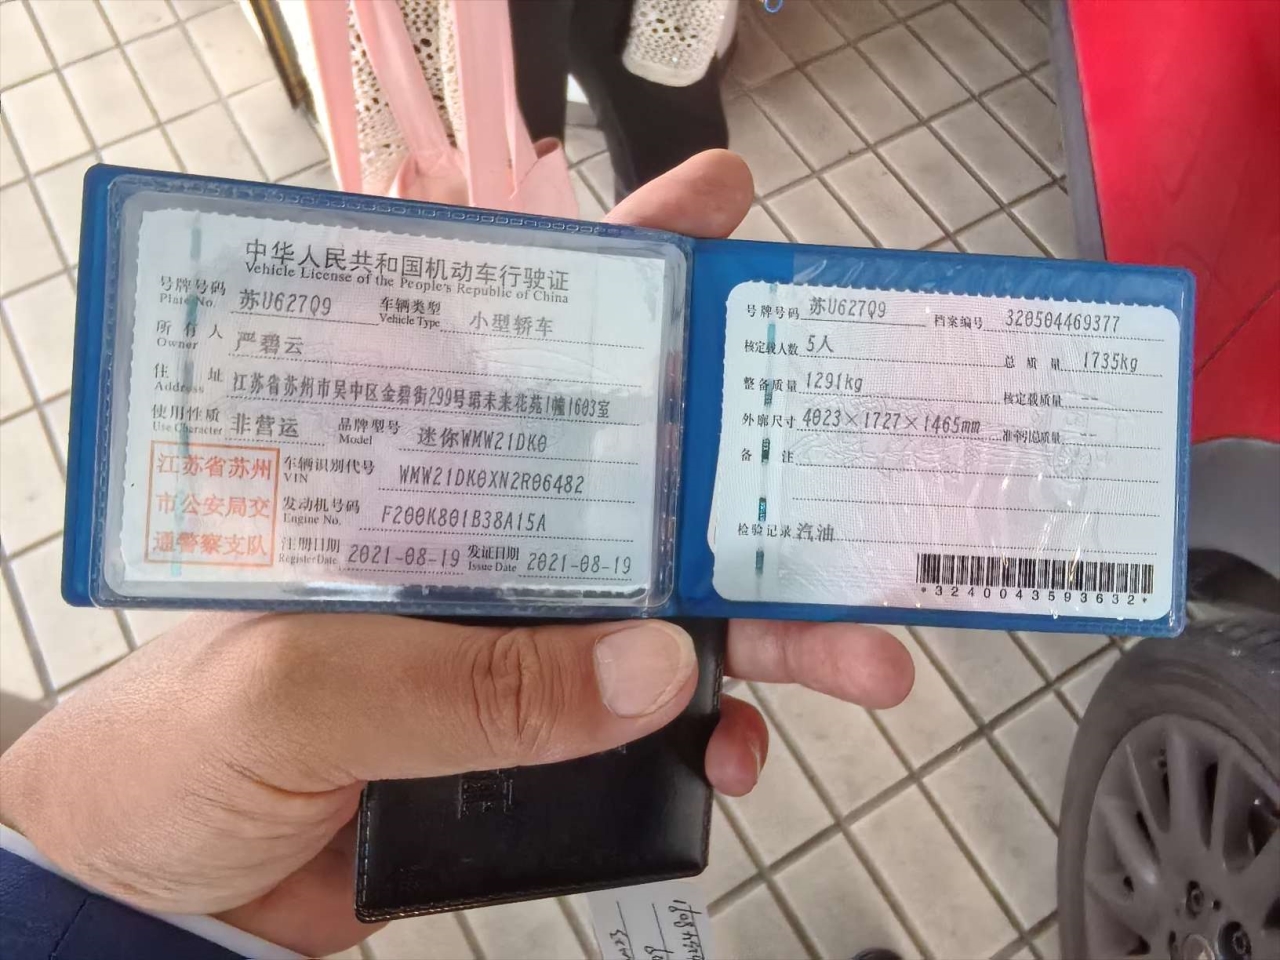 中华人民共和国机动车行驶证
Vehicle License of the People's Republic of China
号牌号码 苏U627Q9 车辆类型 小型轿车
Plate No. Vehicle Type
所有人 严碧云
Owner
住址 江苏省苏州市吴中区金碧街299号珺未来花苑1幢1603室
Address
使用性质 非营运 品牌型号 迷你WMW21DK0
Use Character Model
江苏省苏州
市公安局交
通警察支队
车辆识别代号 WMW21DK0XN2R06482
VIN
发动机号码 F200K801B38A15A
Engine No.
注册日期 2021-08-19 发证日期 2021-08-19
Register Date Issue Date
号牌号码 苏U627Q9 档案编号 320504469377
核定载人数 5人 总质量 1735kg
整备质量 1291kg 核定载质量 --
外廓尺寸 4023×1727×1465mm 准牵引总质量 --
备注
检验记录 汽油
*3240043593632*
证